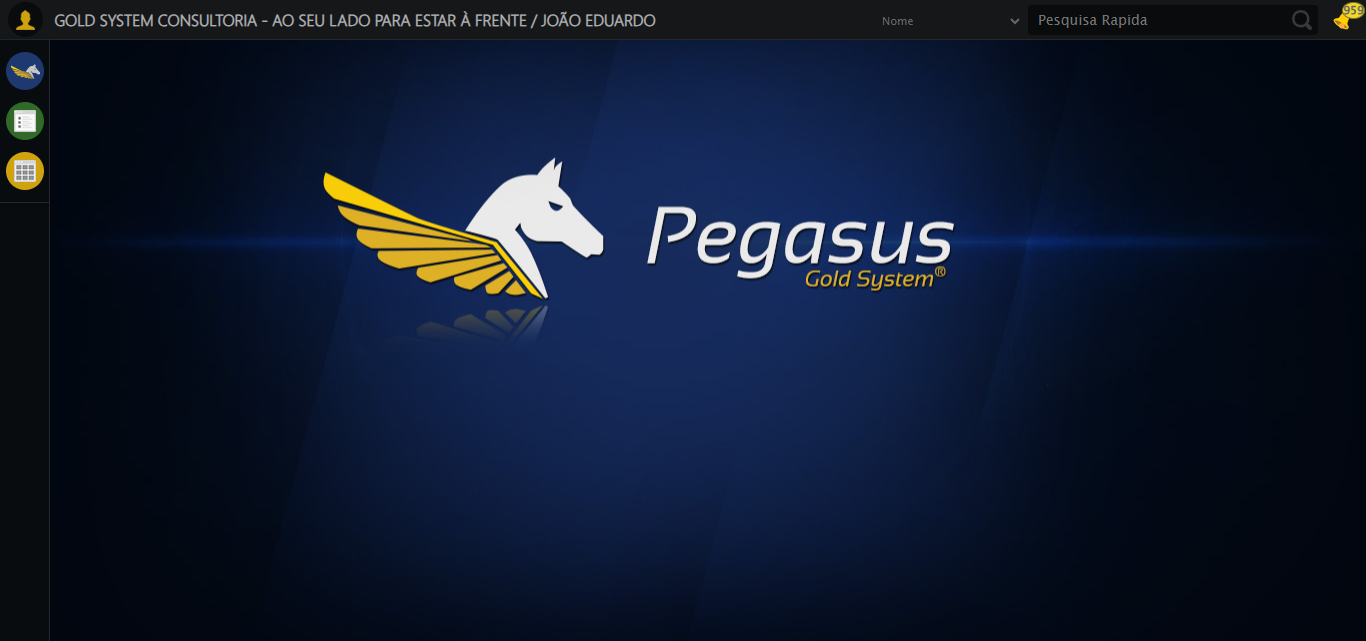 GOLD SYSTEM CONSULTORIA - AO SEU LADO PARA ESTAR À FRENTE / JOÃO EDUARDO
Nome
Pesquisa Rapida
959
Pegasus
Gold System®